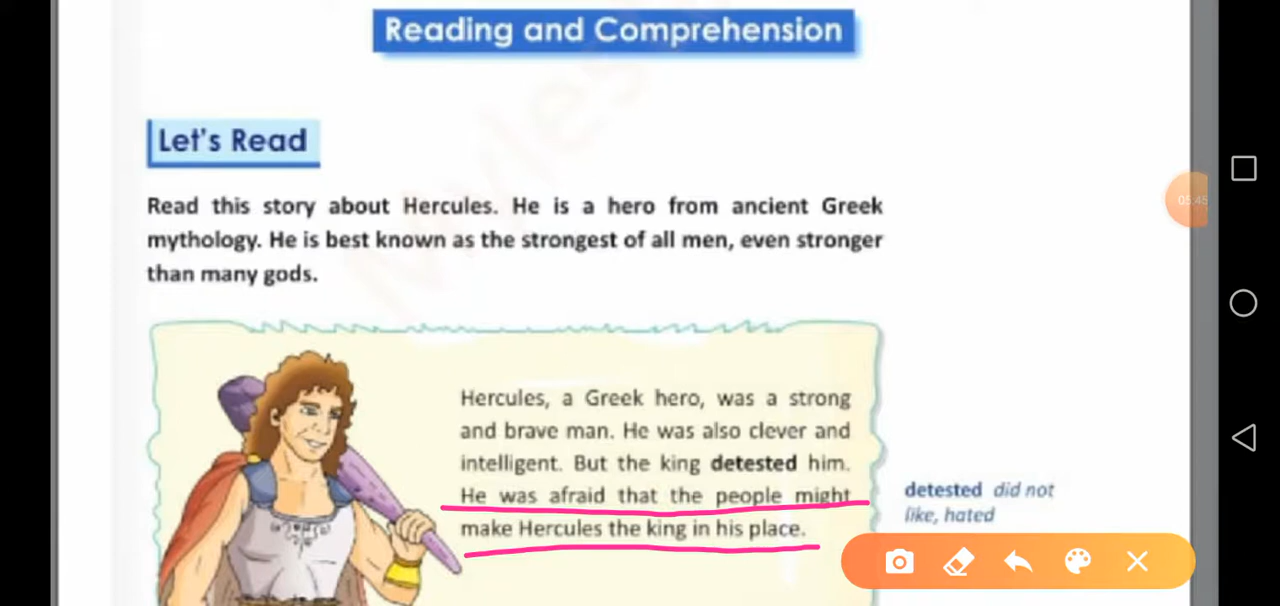 Reading and Comprehension
Let's Read
Read this story about Hercules. He is a hero from ancient Greek
mythology. He is best known as the strongest of all men, even stronger
than many gods.
Hercules, a Greek hero, was a strong
and brave man. He was also clever and
intelligent. But the king detested him.
He was afraid that the people might
make Hercules the king in his place.
detested did not
like, hated
05:45